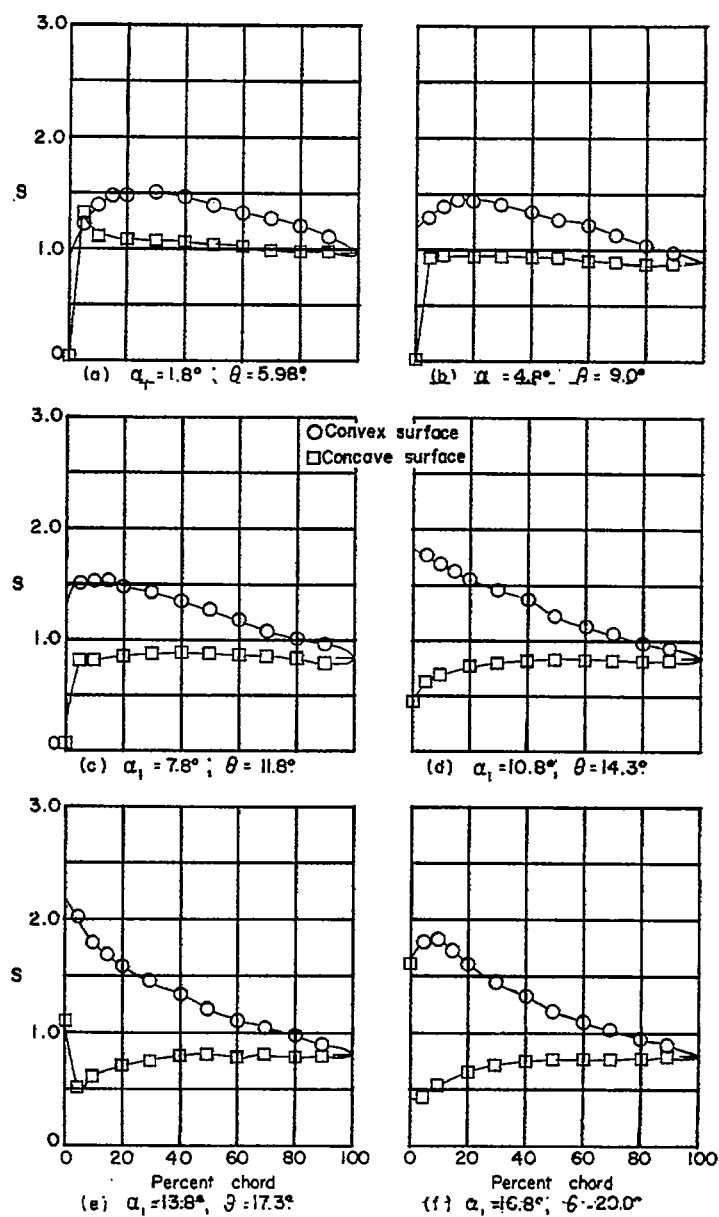 3.0
2.0
S
1.0
0
(a) α₁=1.8°; θ=5.98°
(b) α =4.8° θ=9.0°
○ Convex surface
□ Concave surface
3.0
2.0
S
1.0
0
(c) α₁=7.8°; θ=11.8°
(d) α₁=10.8°; θ=14.3°
3.0
2.0
S
1.0
0
0 20 40 60 80 100
0 20 40 60 80 100
Percent chord
Percent chord
(e) α₁=13.8°; θ=17.3°
(f) α₁=16.8°; -20.0°